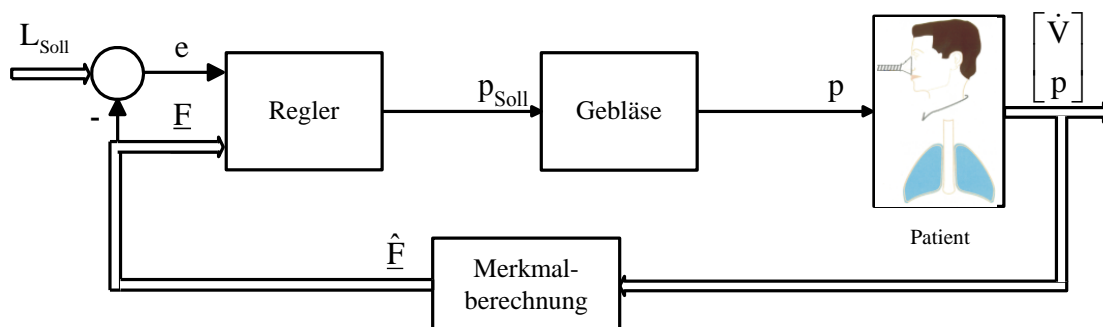 L_Soll
e
-
F
Regler
p_Soll
Gebläse
p
V̇
p
Patient
F̂
Merkmal-
berechnung